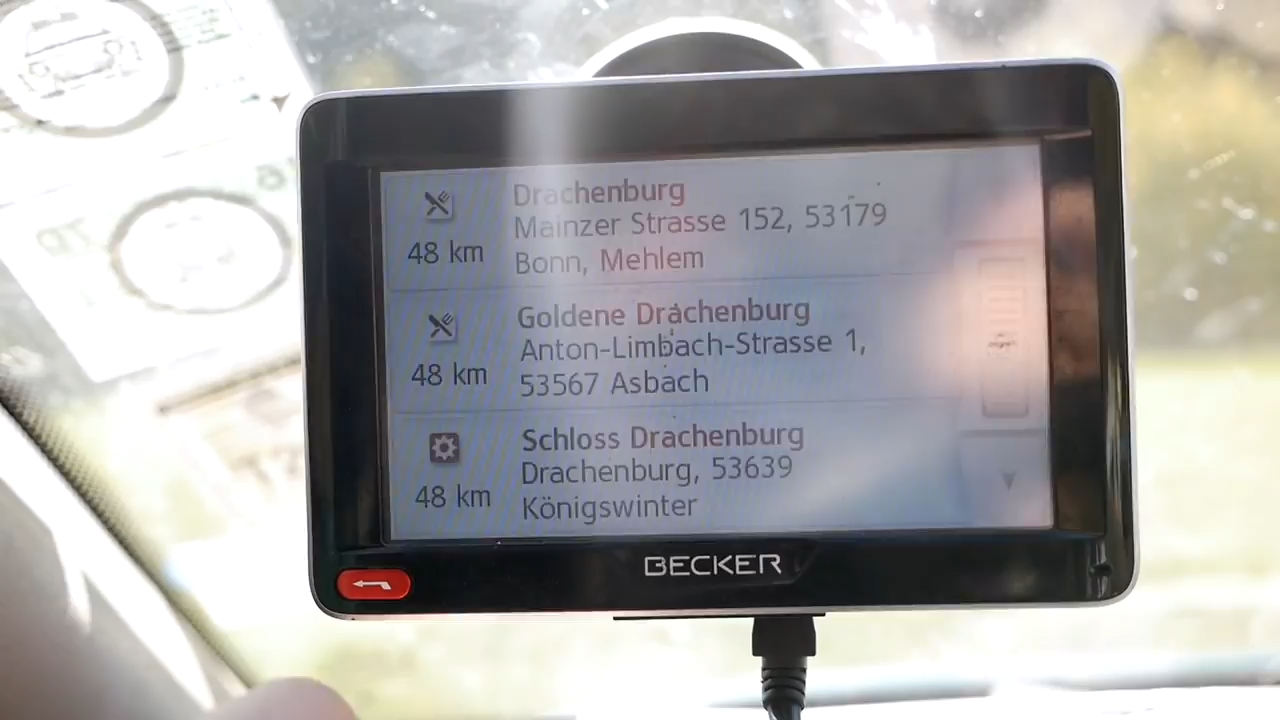 Drachenburg
Mainzer Strasse 152, 53179
48 km
Bonn, Mehlem
Goldene Drachenburg
Anton-Limbach-Strasse 1,
48 km
53567 Asbach
Schloss Drachenburg
Drachenburg, 53639
48 km
Königswinter
BECKER